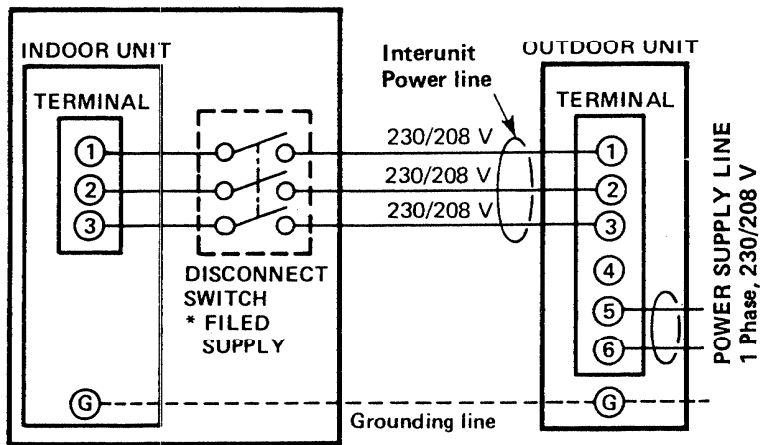 INDOOR UNIT
TERMINAL
1
2
3
DISCONNECT
SWITCH
* FILED
SUPPLY
G
Interunit
Power line
230/208 V
230/208 V
230/208 V
Grounding line
OUTDOOR UNIT
TERMINAL
1
2
3
4
5
6
G
POWER SUPPLY LINE
1 Phase, 230/208 V